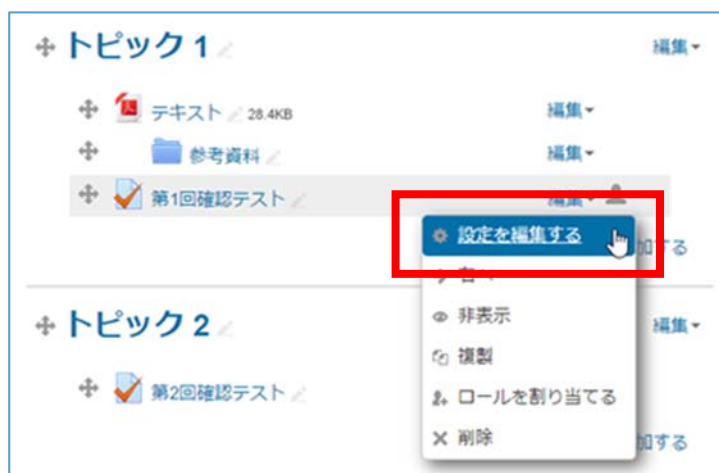 トピック 1 編集
テキスト 28.4KB 編集
参考資料 編集
第1回確認テスト 編集
設定を編集する
加する
右へ
非表示
トピック 2 編集
複製
第2回確認テスト
ロールを割り当てる
削除
加する